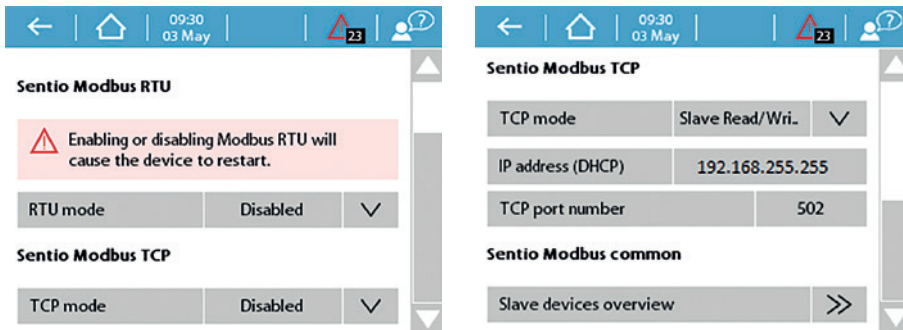 09:30
03 May
23
?
Sentio Modbus RTU
Enabling or disabling Modbus RTU will
cause the device to restart.
RTU mode Disabled
Sentio Modbus TCP
TCP mode Disabled
09:30
03 May
23
?
Sentio Modbus TCP
TCP mode Slave Read/Wri..
IP address (DHCP) 192.168.255.255
TCP port number 502
Sentio Modbus common
Slave devices overview >>